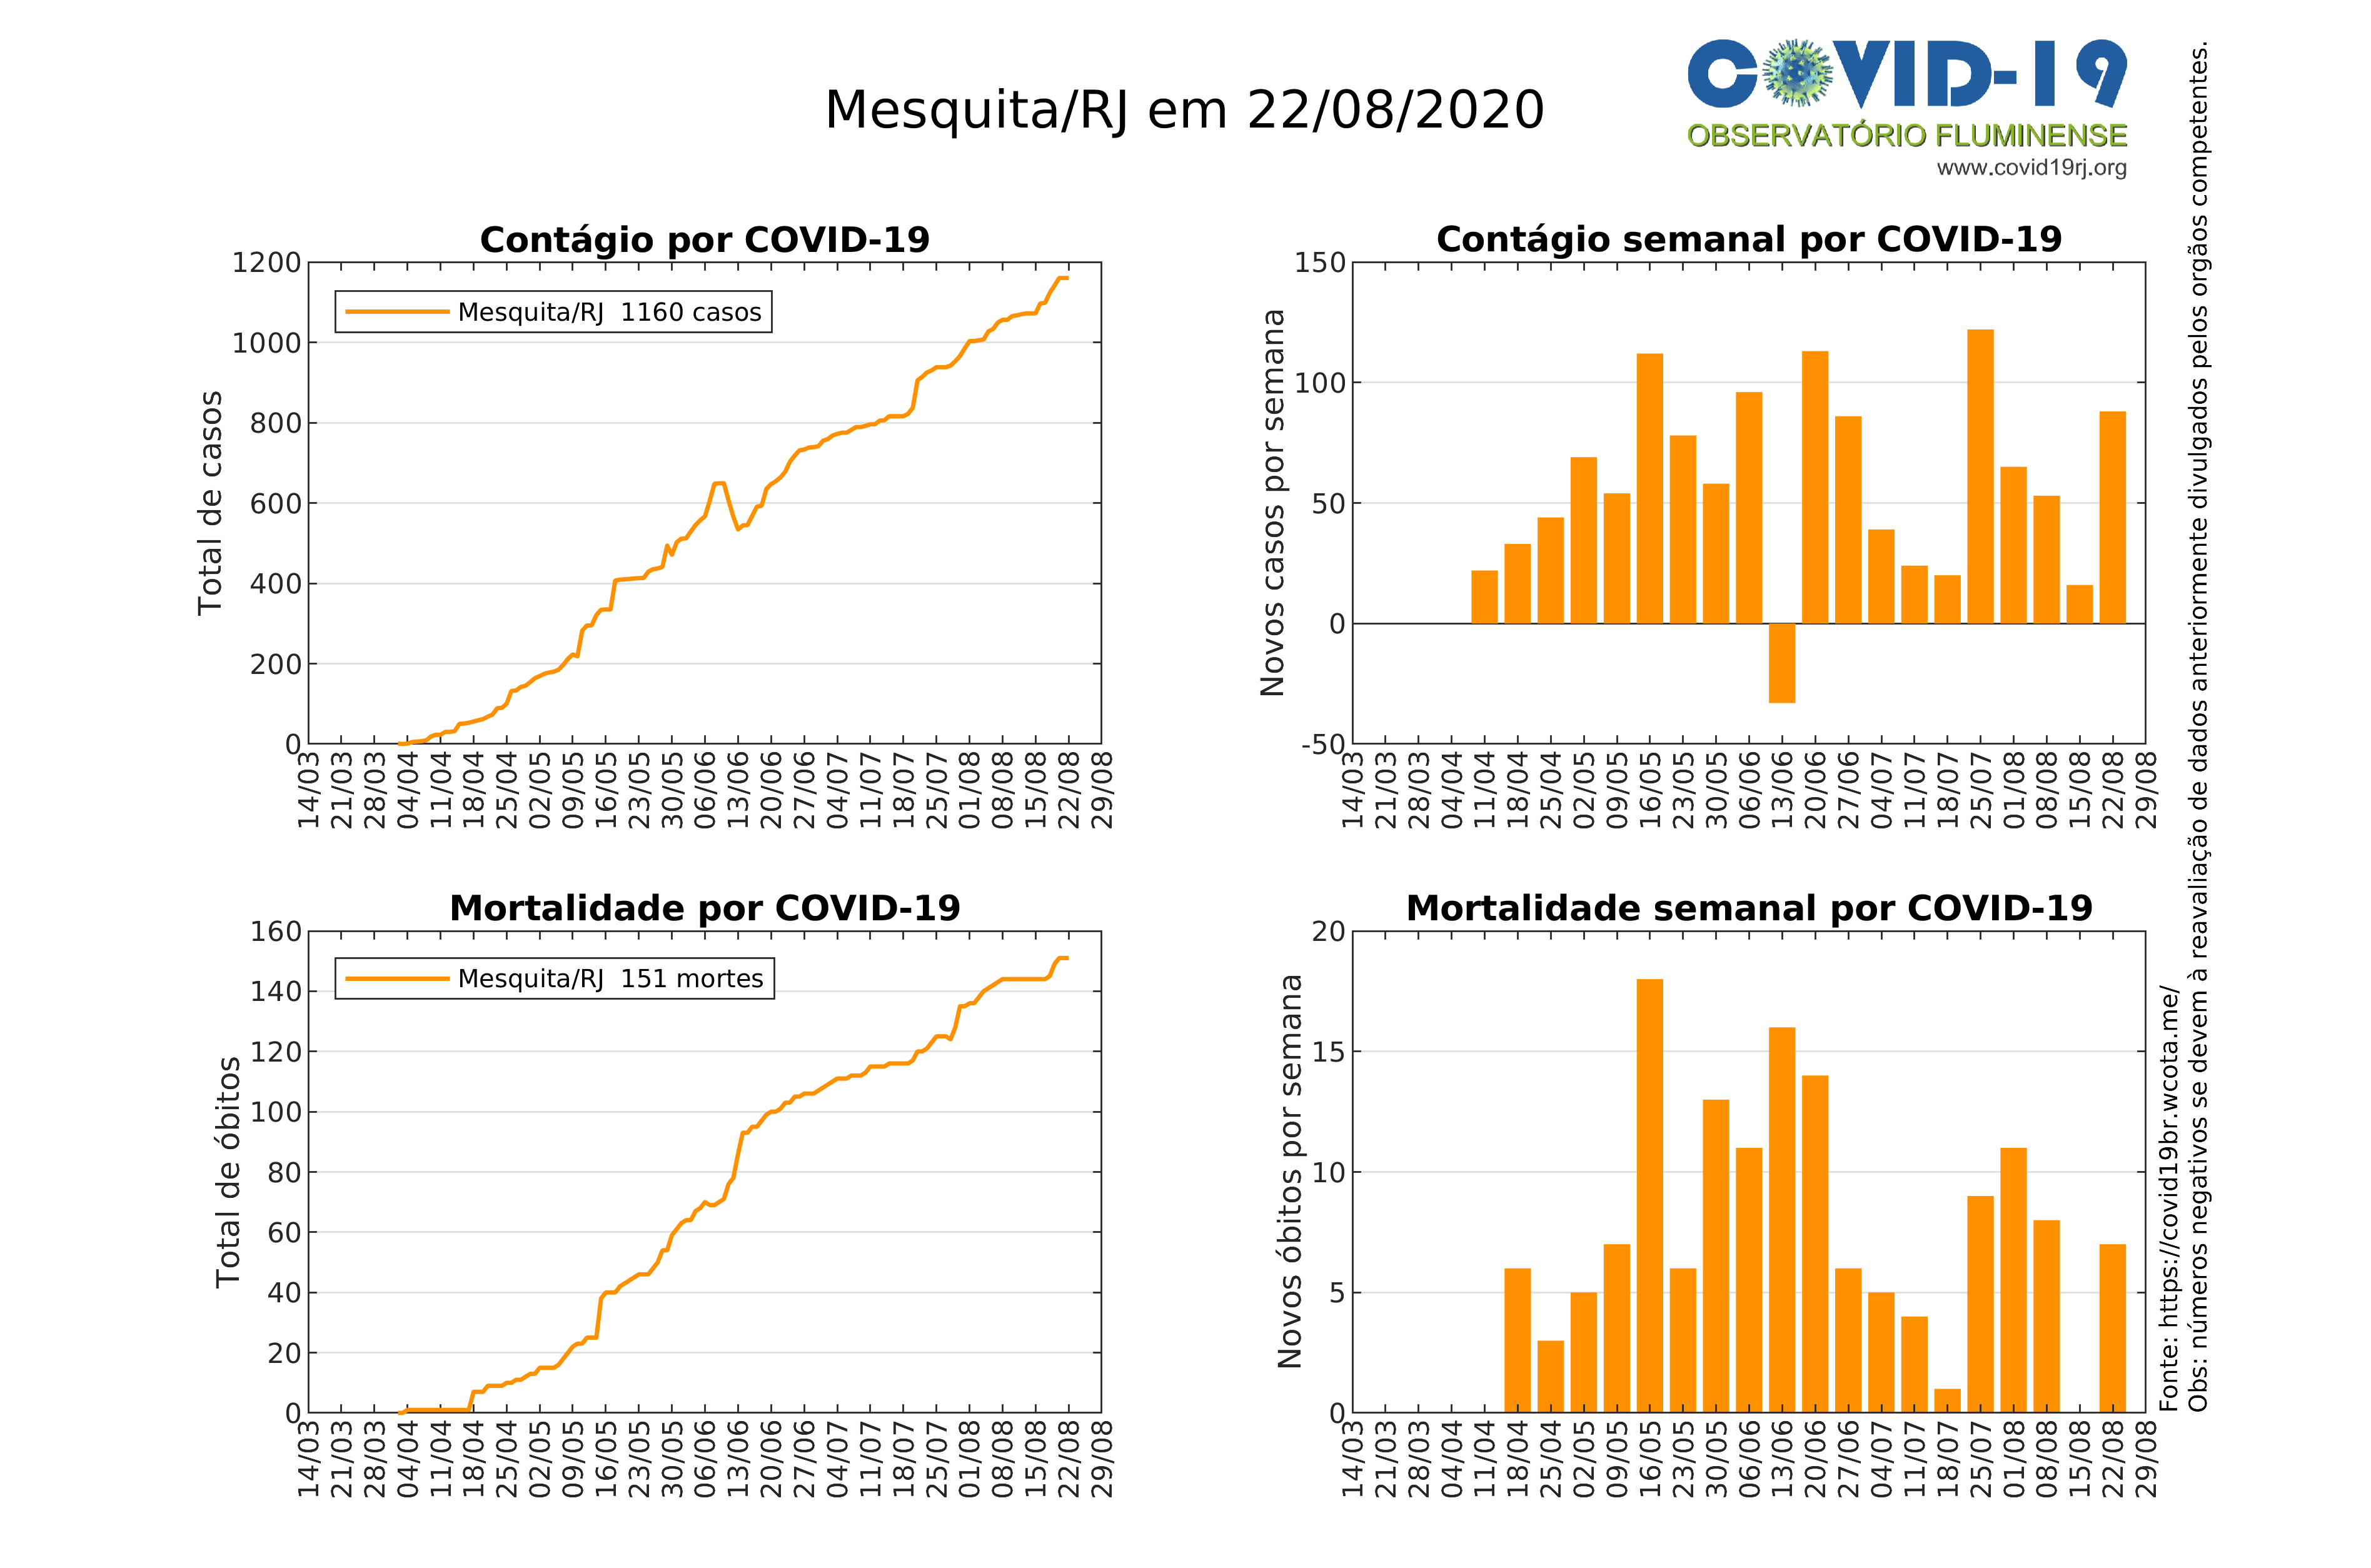 Mesquita/RJ em 22/08/2020
COVID-19
OBSERVATÓRIO FLUMINENSE
www.covid19rj.org
Contágio por COVID-19
Total de casos
1200
1000
800
600
400
200
0
Mesquita/RJ 1160 casos
14/03 21/03 28/03 04/04 11/04 18/04 25/04 02/05 09/05 16/05 23/05 30/05 06/06 13/06 20/06 27/06 04/07 11/07 18/07 25/07 01/08 08/08 15/08 22/08 29/08
Contágio semanal por COVID-19
Novos casos por semana
150
100
50
0
-50
14/03 21/03 28/03 04/04 11/04 18/04 25/04 02/05 09/05 16/05 23/05 30/05 06/06 13/06 20/06 27/06 04/07 11/07 18/07 25/07 01/08 08/08 15/08 22/08 29/08
Mortalidade por COVID-19
Total de óbitos
160
140
120
100
80
60
40
20
0
Mesquita/RJ 151 mortes
14/03 21/03 28/03 04/04 11/04 18/04 25/04 02/05 09/05 16/05 23/05 30/05 06/06 13/06 20/06 27/06 04/07 11/07 18/07 25/07 01/08 08/08 15/08 22/08 29/08
Mortalidade semanal por COVID-19
Novos óbitos por semana
20
15
10
5
0
14/03 21/03 28/03 04/04 11/04 18/04 25/04 02/05 09/05 16/05 23/05 30/05 06/06 13/06 20/06 27/06 04/07 11/07 18/07 25/07 01/08 08/08 15/08 22/08 29/08
Fonte: https://covid19br.wcota.me/
Obs: números negativos se devem à reavaliação de dados anteriormente divulgados pelos orgãos competentes.